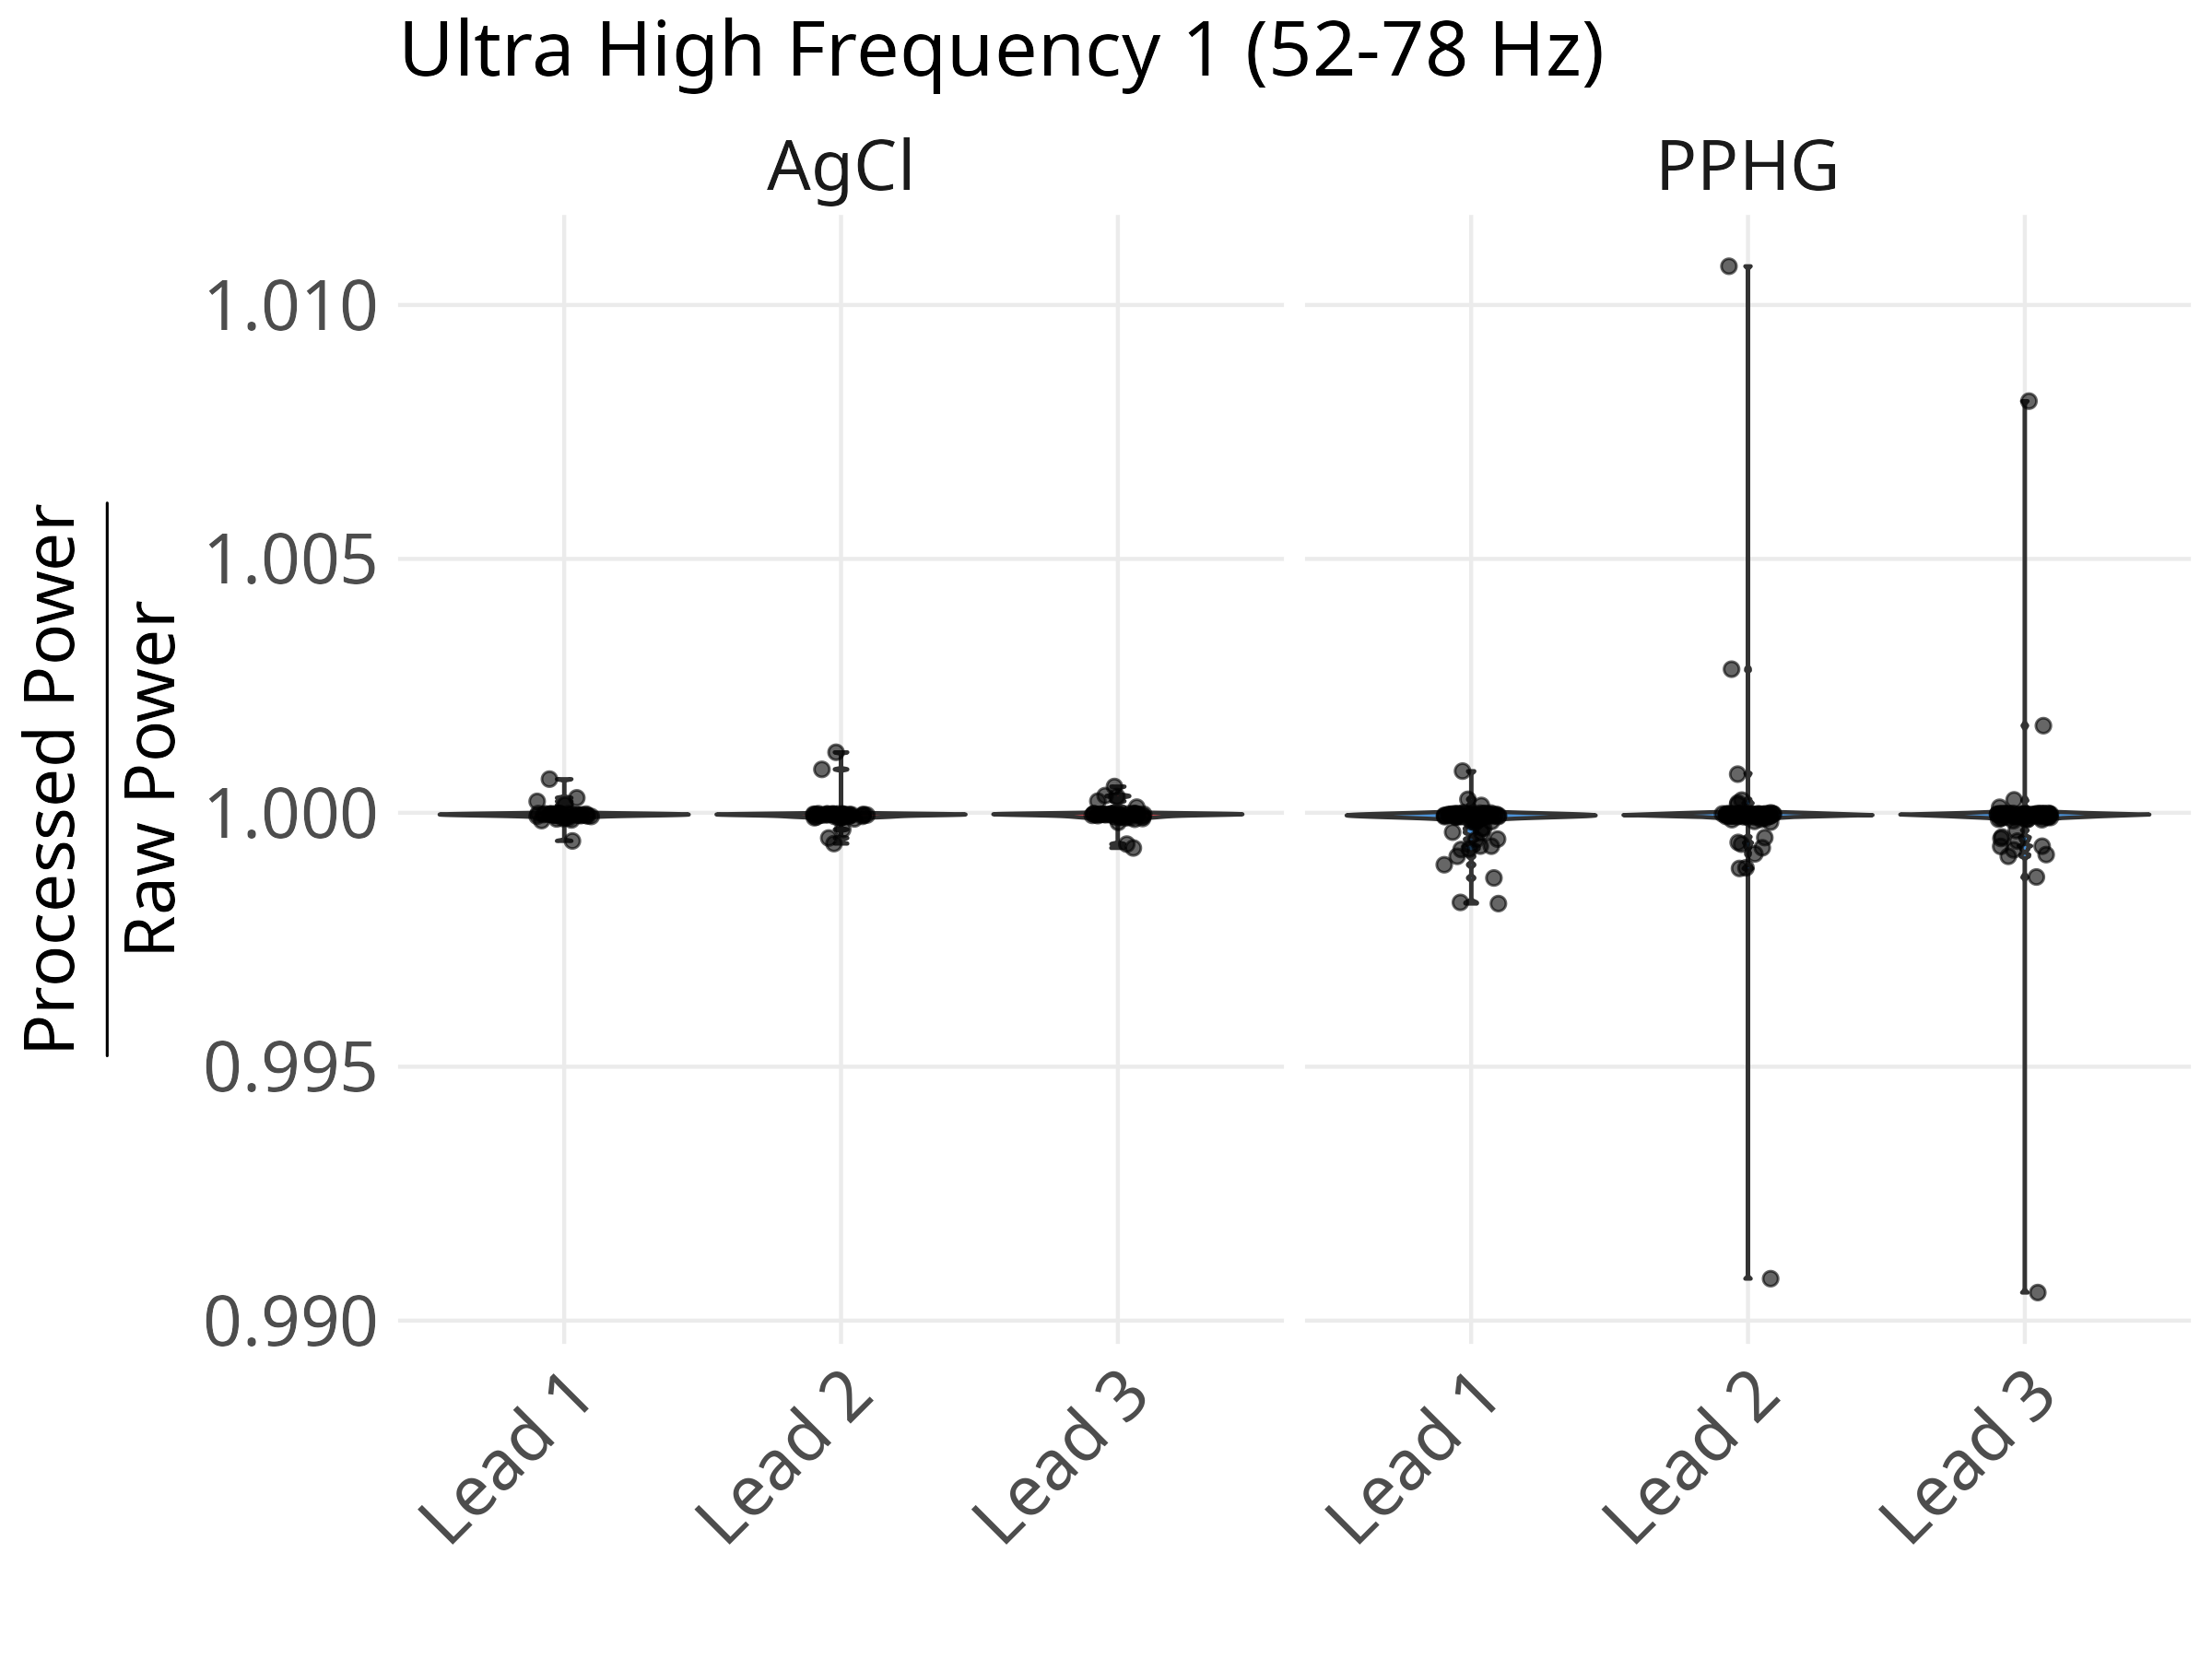 Ultra High Frequency 1 (52-78 Hz)
AgCl
PPHG
Processed Power
Raw Power
1.010
1.005
1.000
0.995
0.990
Lead 1
Lead 2
Lead 3
Lead 1
Lead 2
Lead 3